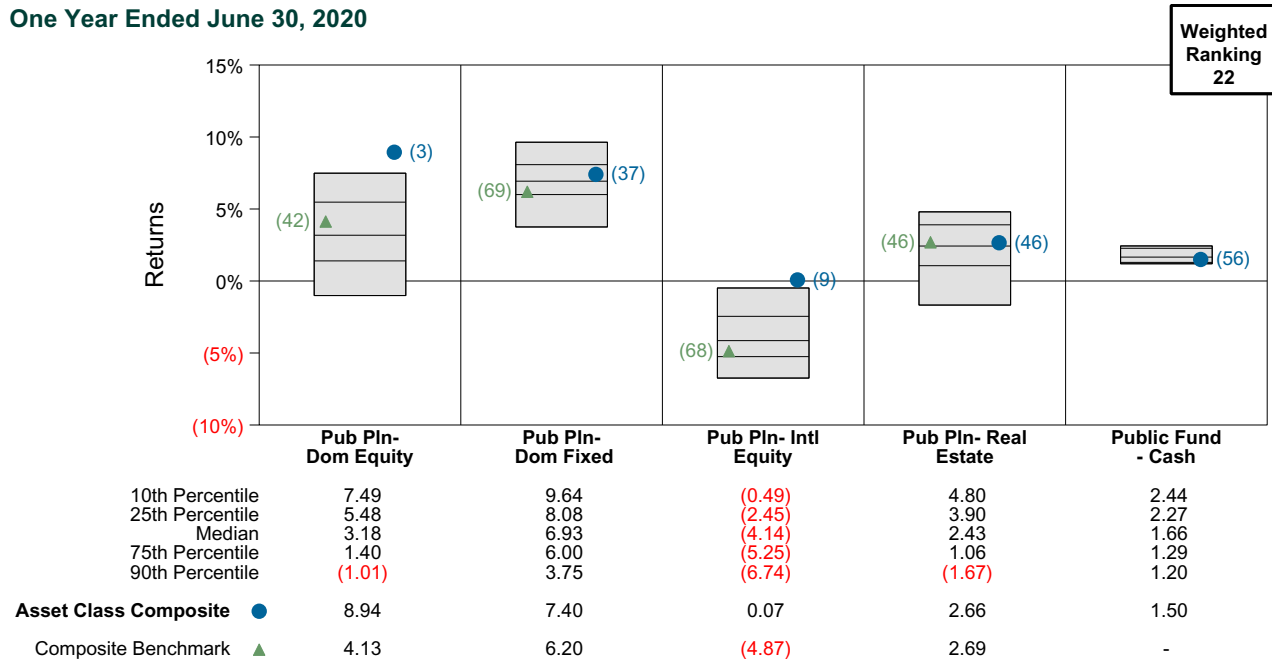 One Year Ended June 30, 2020
Weighted
Ranking
22
Returns
15%
10%
5%
0%
(5%)
(10%)
(42)
(3)
(69)
(37)
(68)
(9)
(46)
(46)
(56)
Pub Pln-
Dom Equity
Pub Pln-
Dom Fixed
Pub Pln- Intl
Equity
Pub Pln- Real
Estate
Public Fund
- Cash
10th Percentile 7.49 9.64 (0.49) 4.80 2.44
25th Percentile 5.48 8.08 (2.45) 3.90 2.27
Median 3.18 6.93 (4.14) 2.43 1.66
75th Percentile 1.40 6.00 (5.25) 1.06 1.29
90th Percentile (1.01) 3.75 (6.74) (1.67) 1.20
Asset Class Composite 8.94 7.40 0.07 2.66 1.50
Composite Benchmark 4.13 6.20 (4.87) 2.69 -